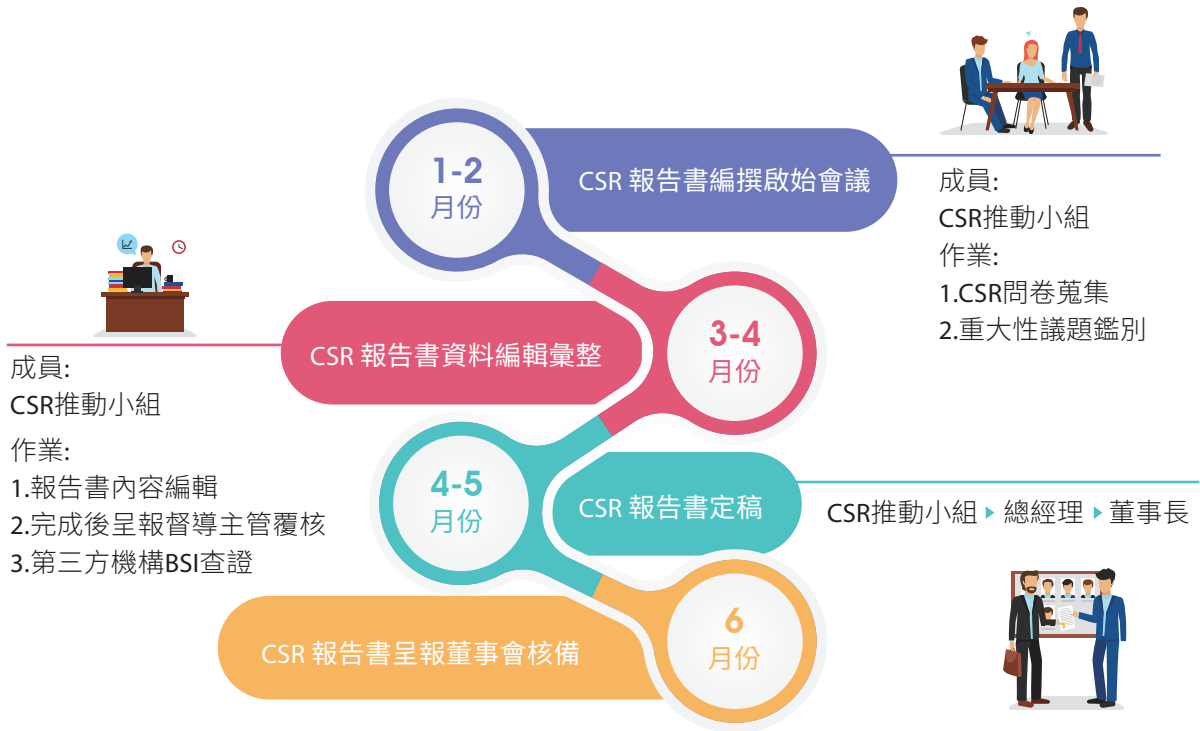 1-2
月份
CSR 報告書編撰啟始會議
成員:
CSR推動小組
作業:
1.CSR問卷蒐集
2.重大性議題鑑別
3-4
月份
CSR 報告書資料編輯彙整
成員:
CSR推動小組
作業:
1.報告書內容編輯
2.完成後呈報督導主管覆核
3.第三方機構BSI查證
4-5
月份
CSR 報告書定稿
CSR推動小組 ▸ 總經理 ▸ 董事長
6
月份
CSR 報告書呈報董事會核備